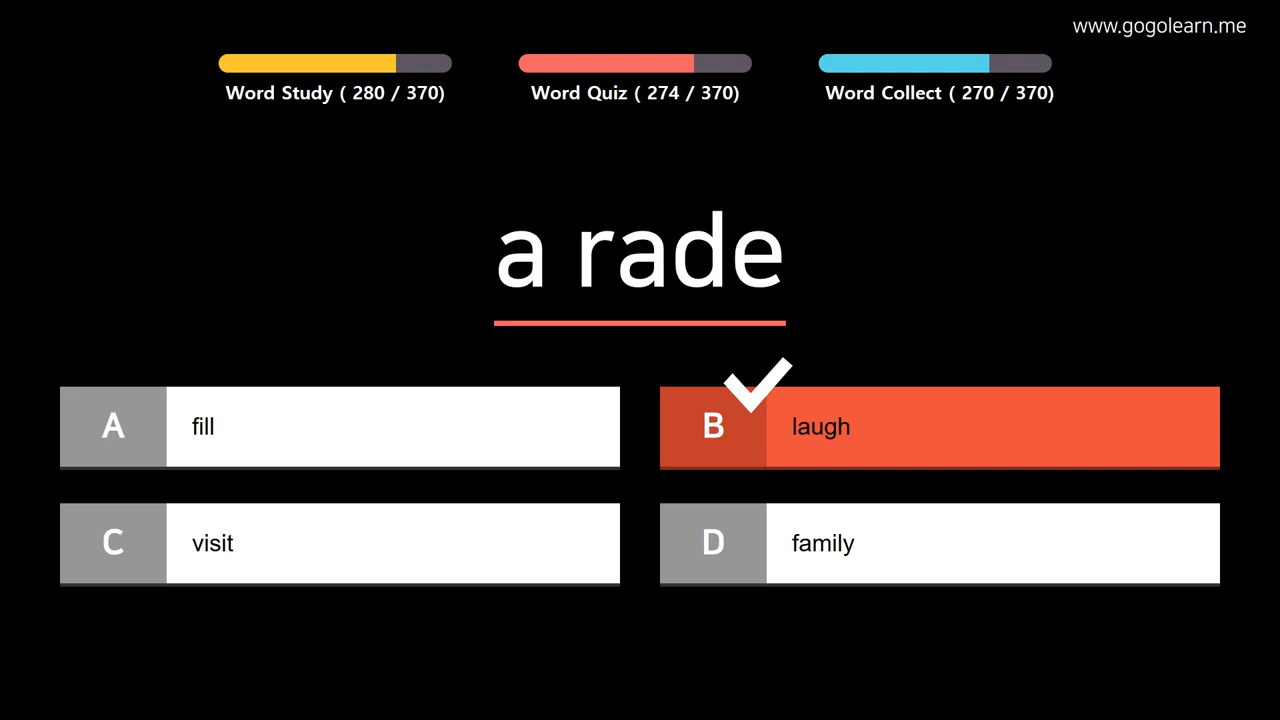 www.gogolearn.me
Word Study ( 280 / 370)
Word Quiz ( 274 / 370)
Word Collect ( 270 / 370)
a rade
A fill
B laugh
C visit
D family